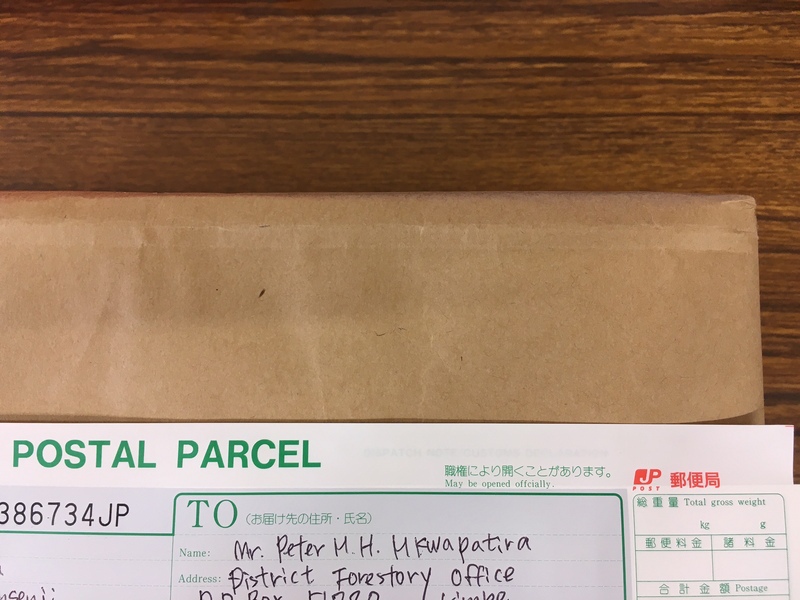 POSTAL PARCEL
職権により開くことがあります。
May be opened offcially.
JP 郵便局
POST
386734JP
TO (お届け先の住所・氏名)
Name: Mr. Peter H.H. Mkwapatira
Address: District Forestory Office
P.O. Box
総重量 Total gross weight
kg g
郵便料金 諸料金
合計金額 Postage